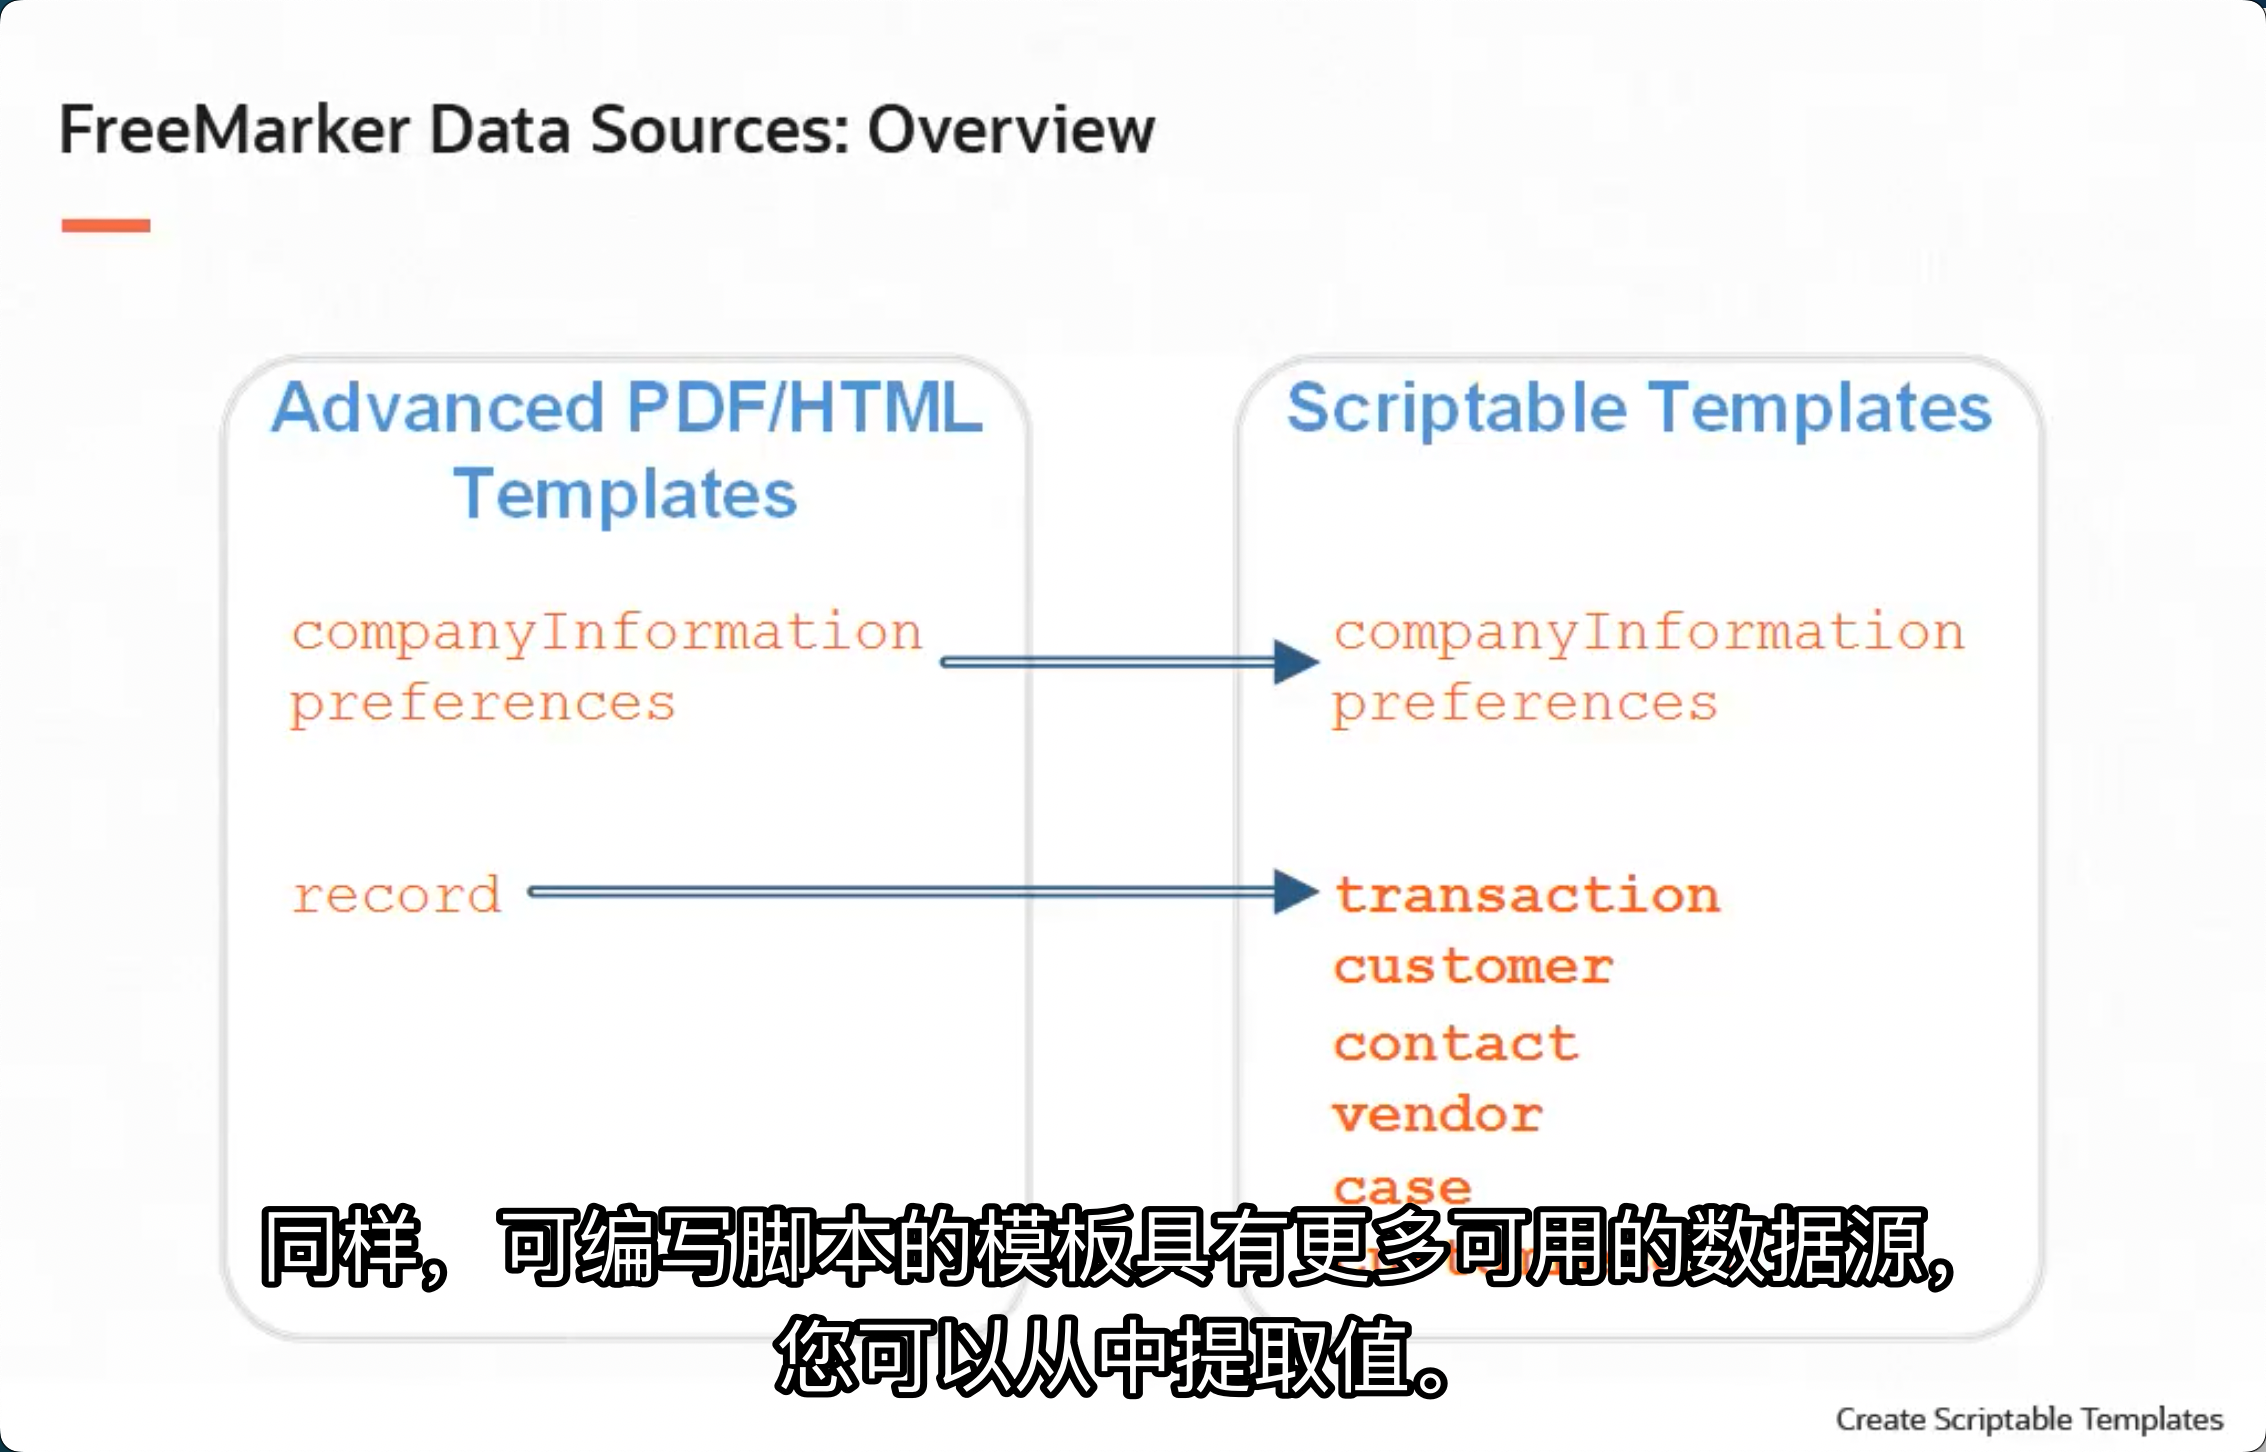 FreeMarker Data Sources: Overview
Advanced PDF/HTML
Templates
companyInformation
preferences
record
Scriptable Templates
companyInformation
preferences
transaction
customer
contact
vendor
case
同样，可编写脚本的模板具有更多可用的数据源，
您可以从中提取值。
Create Scriptable Templates